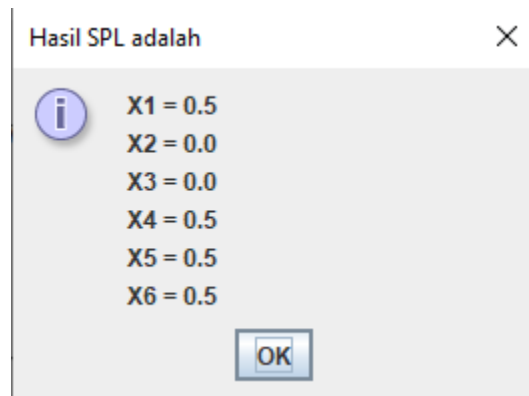 Hasil SPL adalah
X1 = 0.5
X2 = 0.0
X3 = 0.0
X4 = 0.5
X5 = 0.5
X6 = 0.5
OK